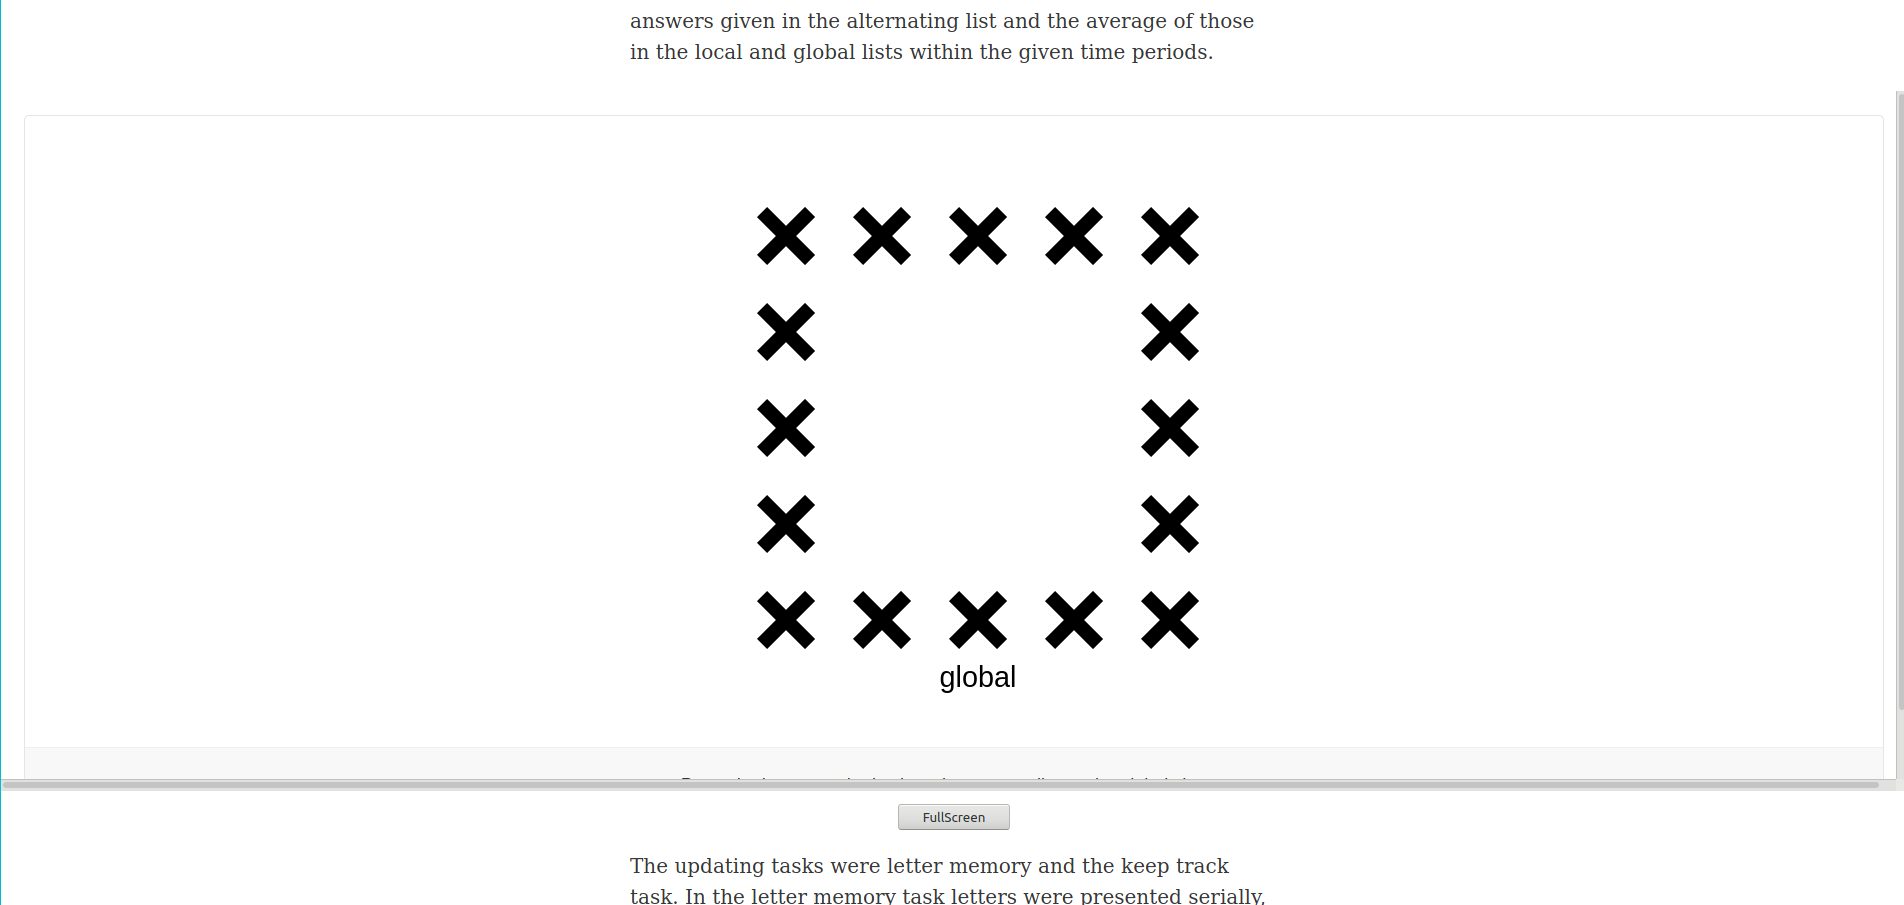 answers given in the alternating list and the average of those
in the local and global lists within the given time periods.
global
FullScreen
The updating tasks were letter memory and the keep track
task. In the letter memory task letters were presented serially,